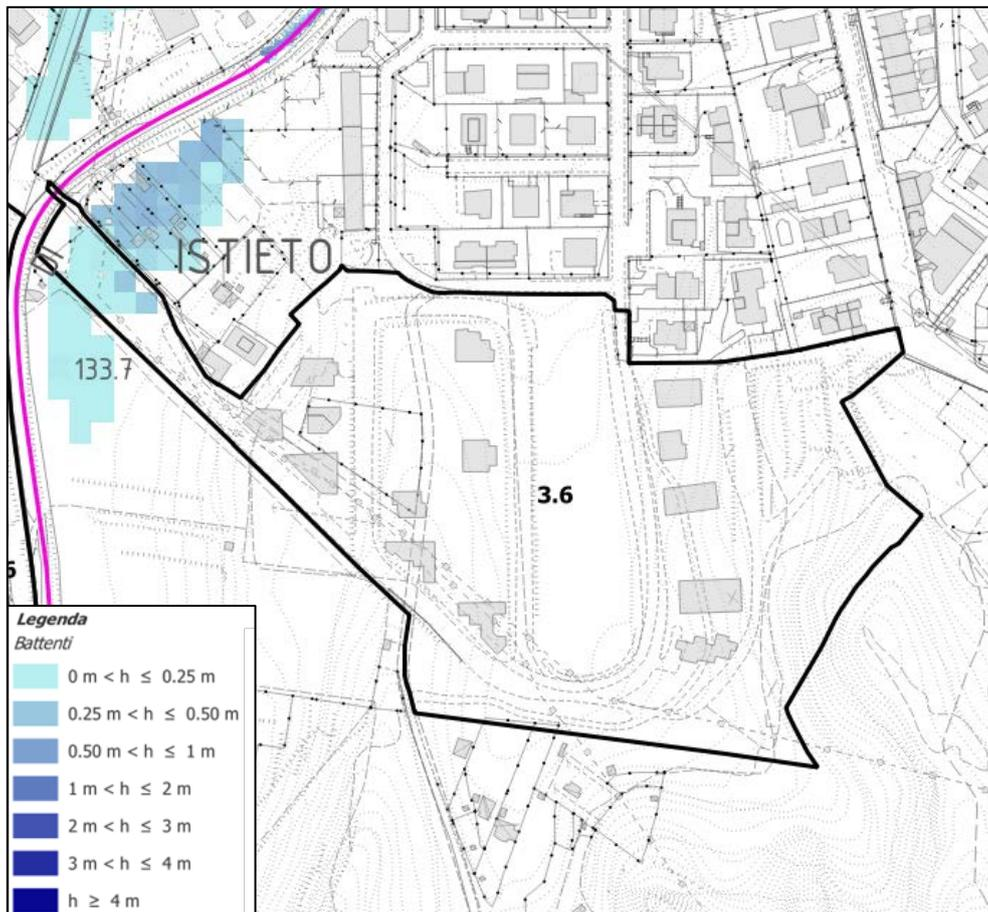 ISTIETO
133.7
3.6
Legenda
Battenti
0 m < h ≤ 0.25 m
0.25 m < h ≤ 0.50 m
0.50 m < h ≤ 1 m
1 m < h ≤ 2 m
2 m < h ≤ 3 m
3 m < h ≤ 4 m
h ≥ 4 m